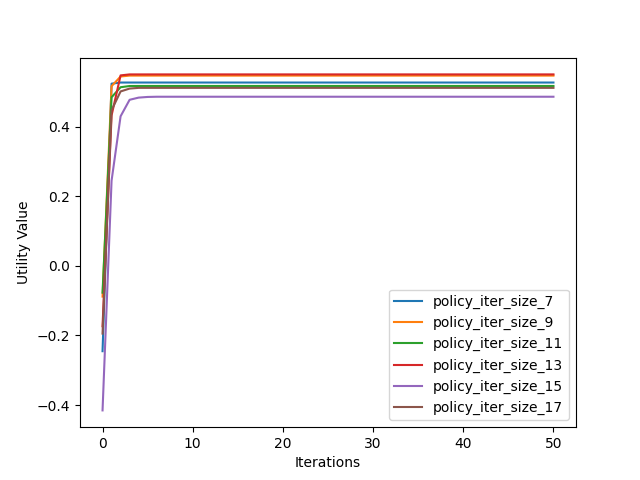 0.4
0.2
0.0
−0.2
−0.4
Utility Value
0 10 20 30 40 50
Iterations
policy_iter_size_7
policy_iter_size_9
policy_iter_size_11
policy_iter_size_13
policy_iter_size_15
policy_iter_size_17